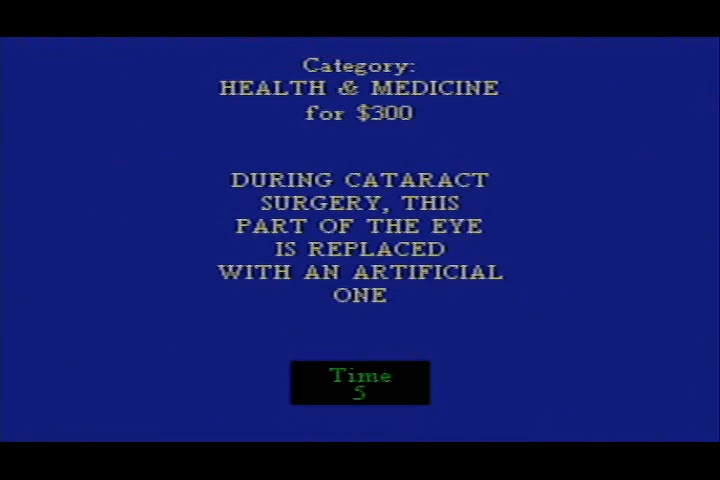 Category:
HEALTH & MEDICINE
for $300
DURING CATARACT
SURGERY, THIS
PART OF THE EYE
IS REPLACED
WITH AN ARTIFICIAL
ONE
Time
5